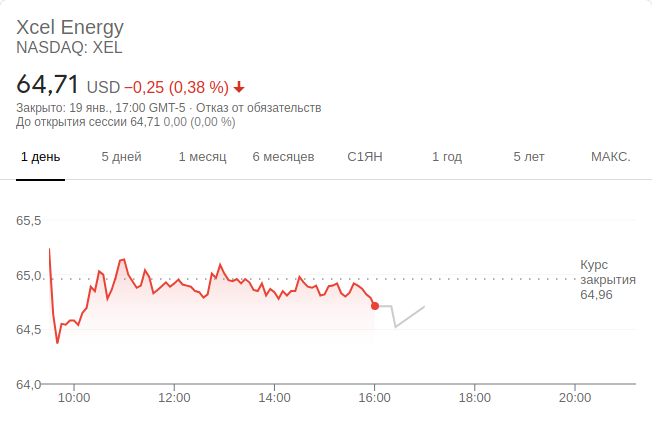 Xcel Energy
NASDAQ: XEL
64,71 USD −0,25 (0,38 %)
Закрыто: 19 янв., 17:00 GMT-5 · Отказ от обязательств
До открытия сессии 64,71 0,00 (0,00 %)
1 день 5 дней 1 месяц 6 месяцев С1ЯН 1 год 5 лет МАКС.
65,5
65,0
64,5
64,0
Курс
закрытия
64,96
10:00 12:00 14:00 16:00 18:00 20:00